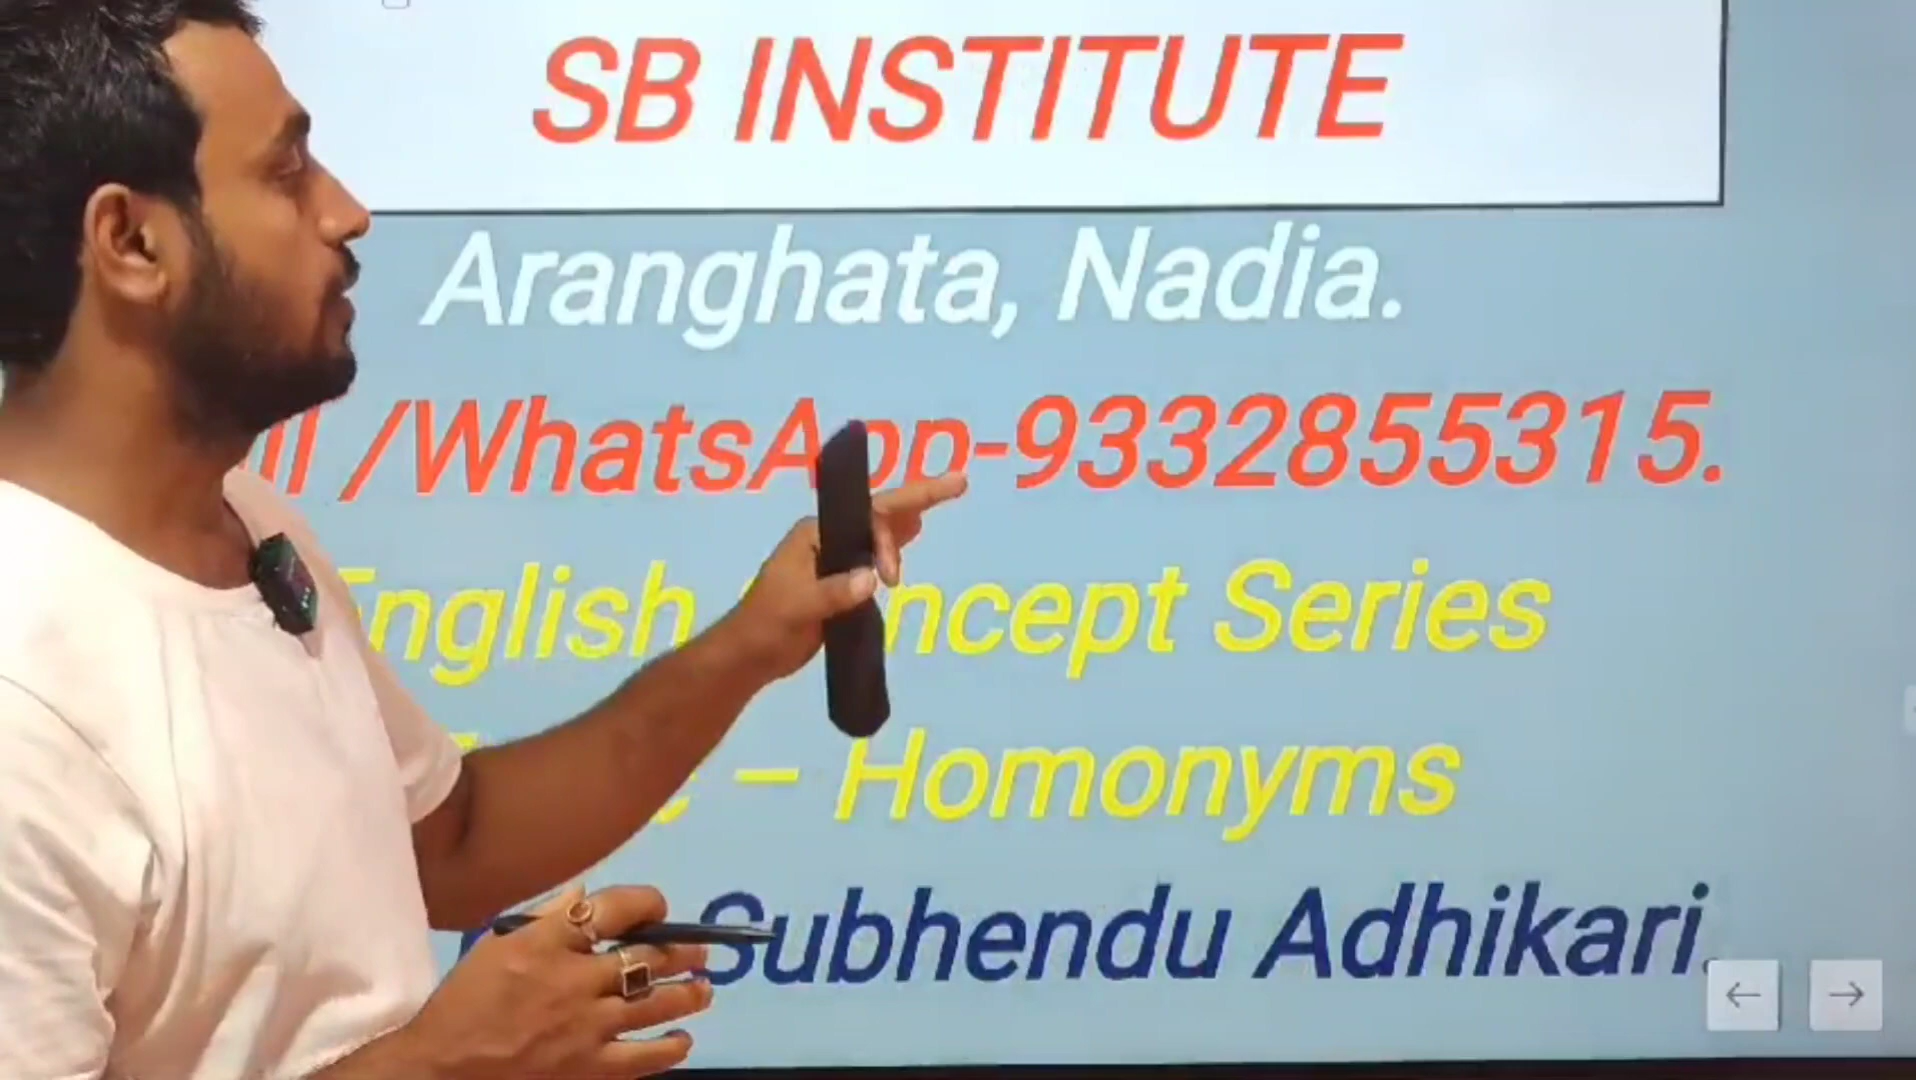 SB INSTITUTE
Aranghata, Nadia.
/WhatsApp-9332855315.
English Series
– Homonyms
Subhendu Adhikari.